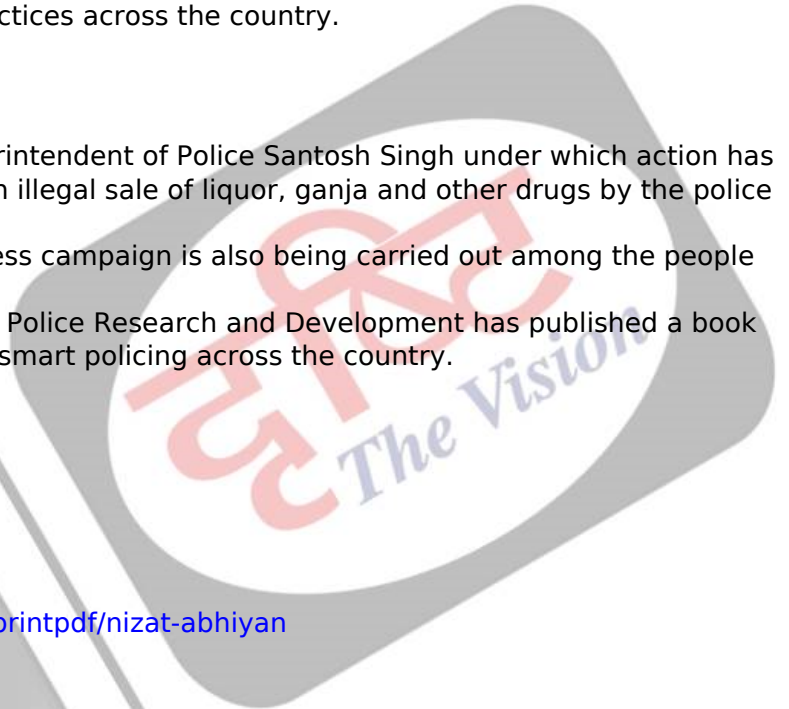 ctices across the country.
rintendent of Police Santosh Singh under which action has
n illegal sale of liquor, ganja and other drugs by the police
ess campaign is also being carried out among the people
Police Research and Development has published a book
smart policing across the country.
दृष्टि
The Vision
printpdf/nizat-abhiyan